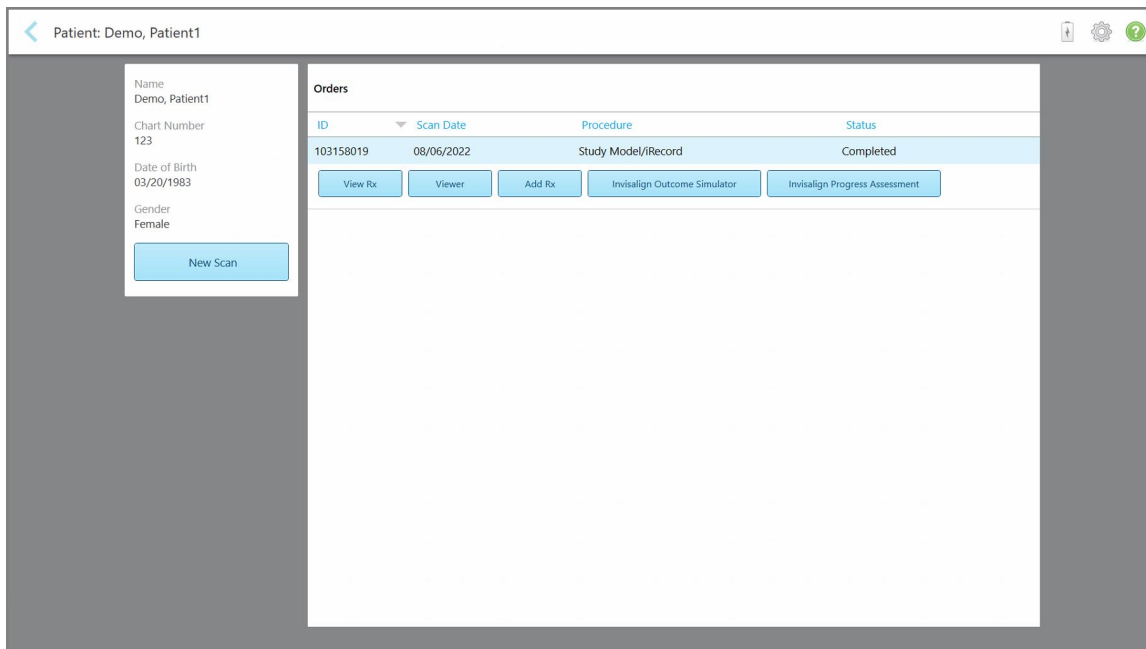 Patient: Demo, Patient1
?
Name
Demo, Patient1
Chart Number
123
Date of Birth
03/20/1983
Gender
Female
New Scan
Orders
ID Scan Date Procedure Status
103158019 08/06/2022 Study Model/iRecord Completed
View Rx Viewer Add Rx Invisalign Outcome Simulator Invisalign Progress Assessment